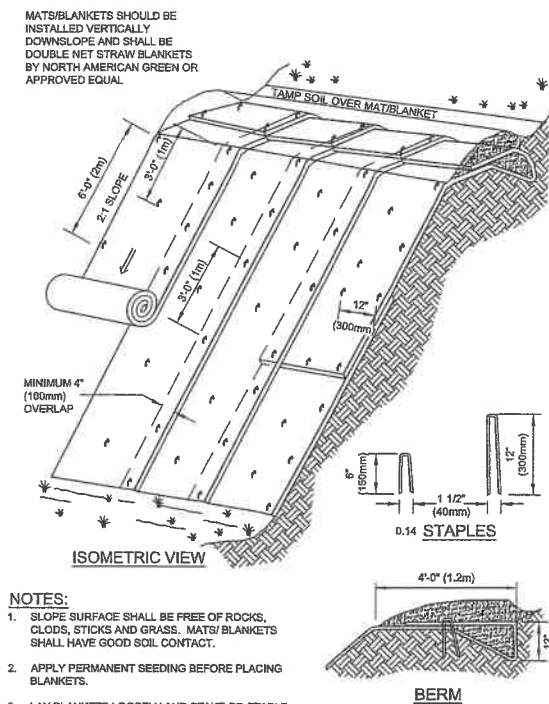 MATS/BLANKETS SHOULD BE
INSTALLED VERTICALLY
DOWNSLOPE AND SHALL BE
DOUBLE NET STRAW BLANKETS
BY NORTH AMERICAN GREEN OR
APPROVED EQUAL
TAMP SOIL OVER MAT/BLANKET
6'-0" (2m)
3'-0" (1m)
2:1 SLOPE
3'-0" (1m)
12"
(300mm)
MINIMUM 4"
(100mm)
OVERLAP
6"
(150mm)
12"
(300mm)
1 1/2"
(40mm)
0.14 STAPLES
ISOMETRIC VIEW
4'-0" (1.2m)
12"
BERM
NOTES:
1. SLOPE SURFACE SHALL BE FREE OF ROCKS,
CLODS, STICKS AND GRASS. MATS/ BLANKETS
SHALL HAVE GOOD SOIL CONTACT.
2. APPLY PERMANENT SEEDING BEFORE PLACING
BLANKETS.